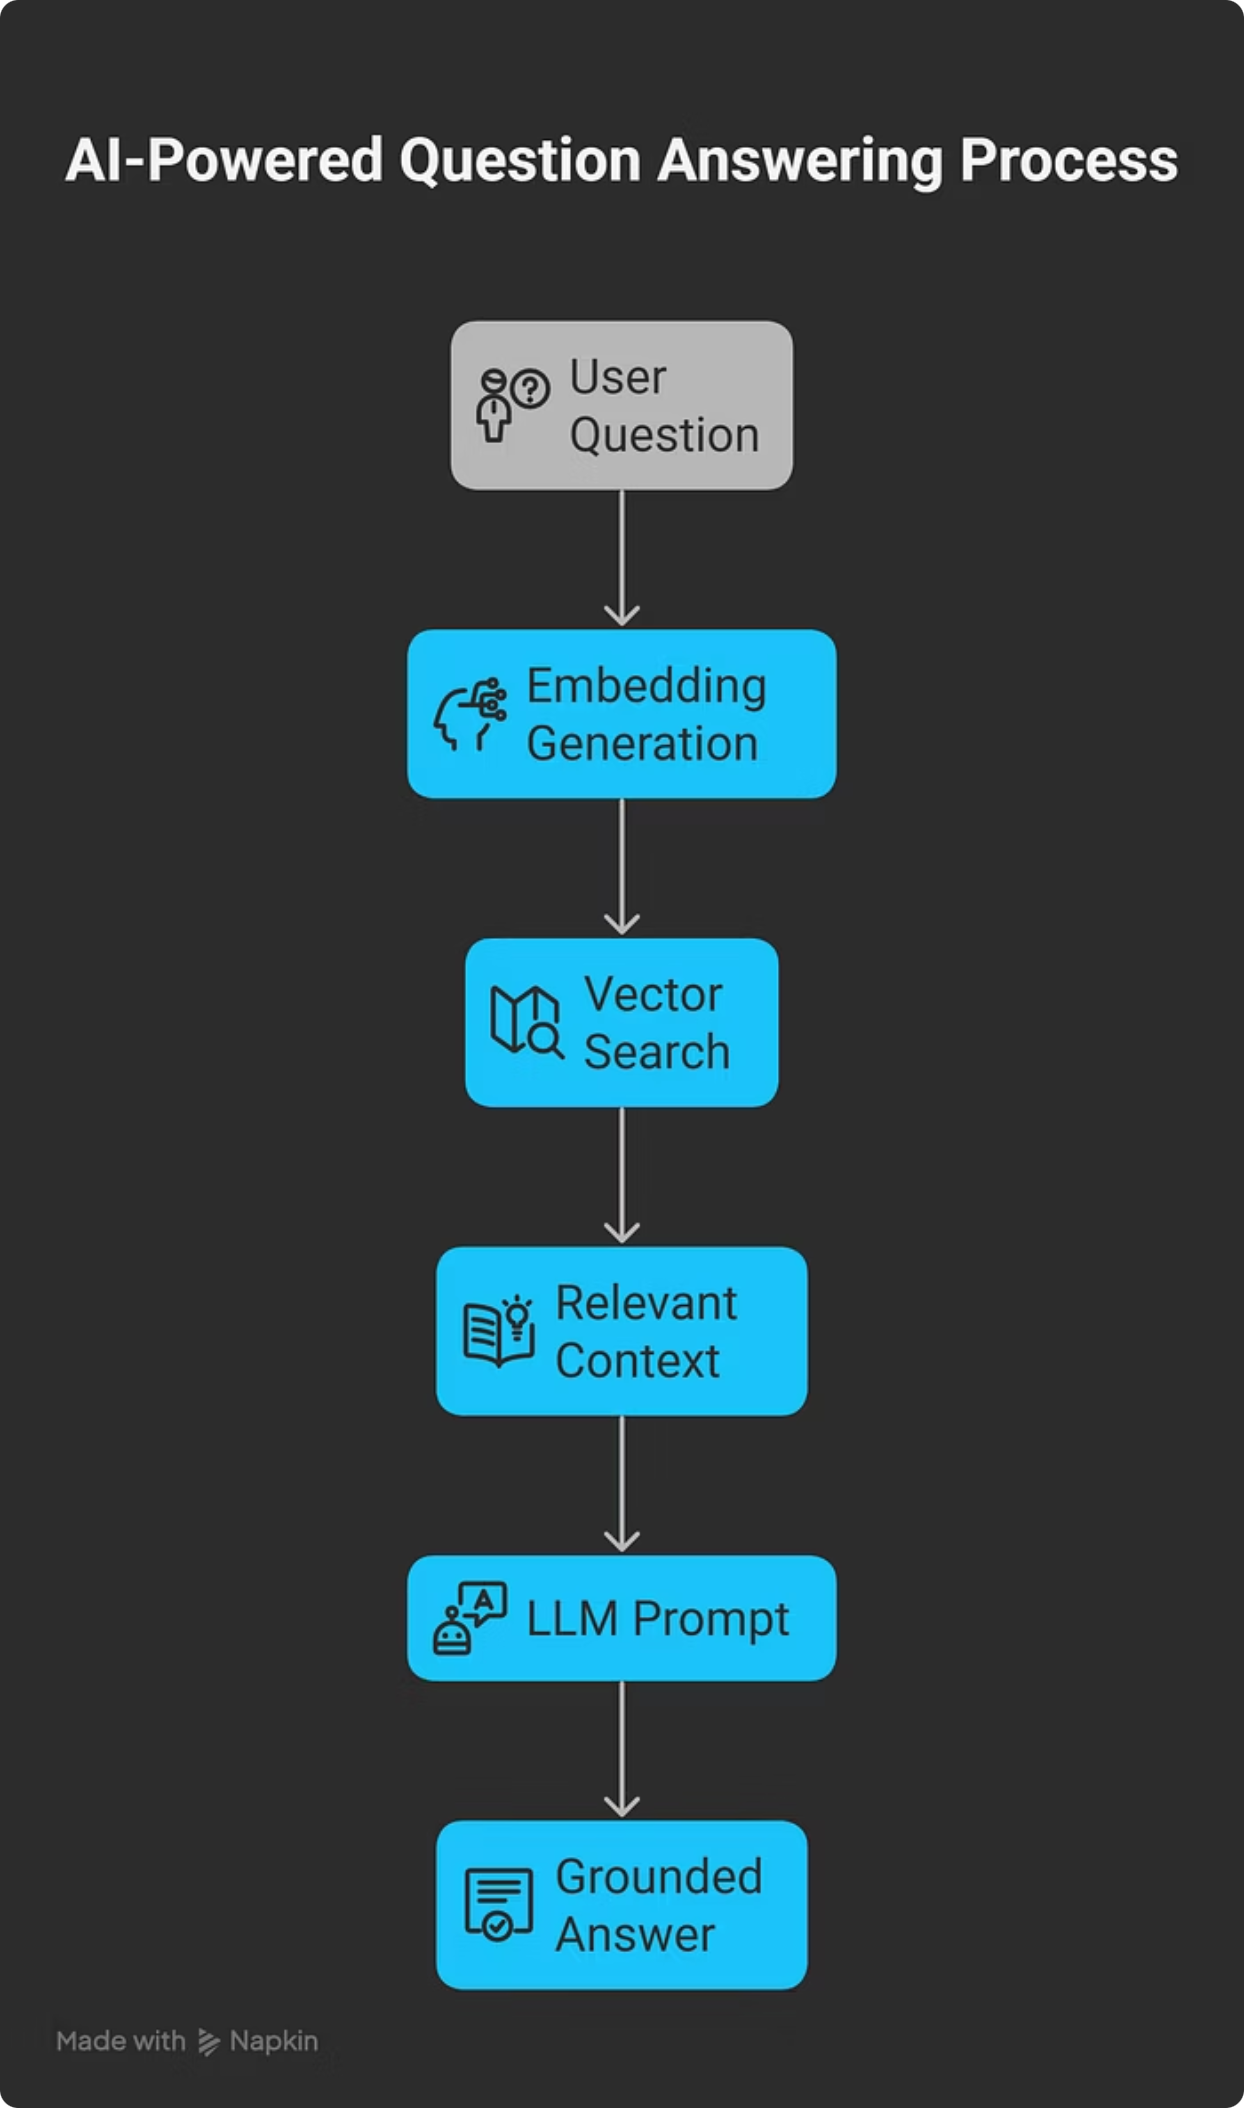 AI-Powered Question Answering Process
User
Question
Embedding
Generation
Vector
Search
Relevant
Context
A
LLM Prompt
Grounded
Answer
Made with Napkin